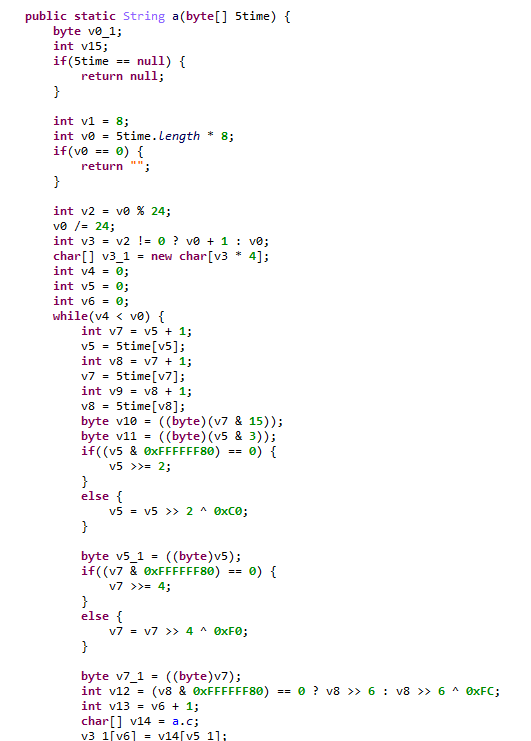 public static String a(byte[] 5time) {
byte v0_1;
int v15;
if(5time == null) {
return null;
}
int v1 = 8;
int v0 = 5time.length * 8;
if(v0 == 0) {
return "";
}
int v2 = v0 % 24;
v0 /= 24;
int v3 = v2 != 0 ? v0 + 1 : v0;
char[] v3_1 = new char[v3 * 4];
int v4 = 0;
int v5 = 0;
int v6 = 0;
while(v4 < v0) {
int v7 = v5 + 1;
v5 = 5time[v5];
int v8 = v7 + 1;
v7 = 5time[v7];
int v9 = v8 + 1;
v8 = 5time[v8];
byte v10 = ((byte)(v7 & 15));
byte v11 = ((byte)(v5 & 3));
if((v5 & 0xFFFFFF80) == 0) {
v5 >>= 2;
}
else {
v5 = v5 >> 2 ^ 0xC0;
}
byte v5_1 = ((byte)v5);
if((v7 & 0xFFFFFF80) == 0) {
v7 >>= 4;
}
else {
v7 = v7 >> 4 ^ 0xF0;
}
byte v7_1 = ((byte)v7);
int v12 = (v8 & 0xFFFFFF80) == 0 ? v8 >> 6 : v8 >> 6 ^ 0xFC;
int v13 = v6 + 1;
char[] v14 = a.c;
v3_1[v6] = v14[v5_1];